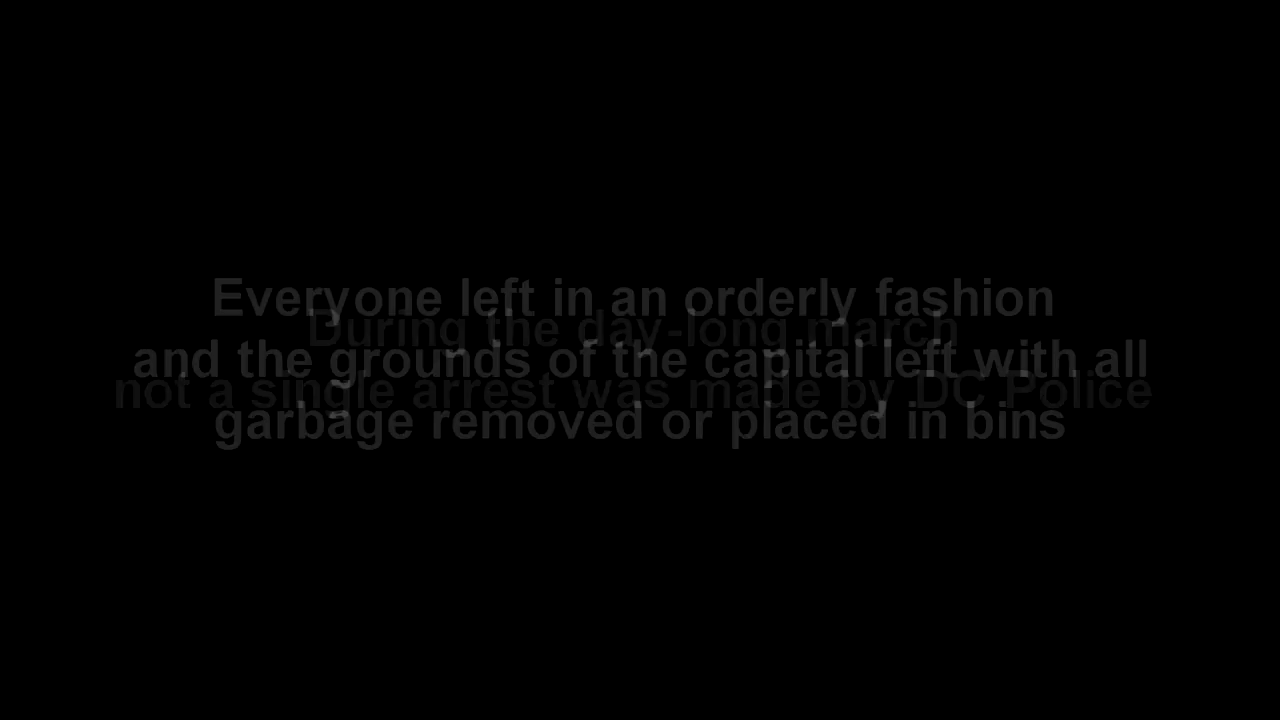 Everyone left in an orderly fashion
During the day-long march
and the grounds of the capital left with all
not a single arrest was made by DC Police
garbage removed or placed in bins